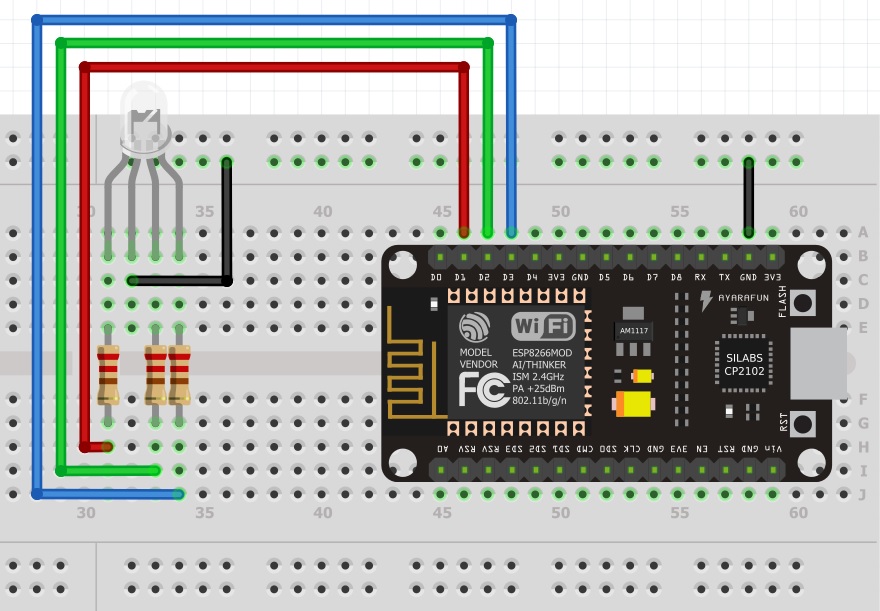 30 35 40 45 50 55 60
A
B
D0 D1 D2 D3 D4 3V3 GND D5 D6 D7 D8 RX TX GND 3V3
C
AYARAFUN
FLASH
D
WiFi
AM1117
E
MODEL
VENDOR
ESP8266MOD
AI/THINKER
ISM 2.4GHz
PA +25dBm
802.11b/g/n
FC
SILABS
CP2102
F
G
RST
A0 RSV RSV SD3 SD2 SD1 CMD SD0 CLK GND 3V3 EN RST GND Vin
H
I
J
30 35 40 45 50 55 60